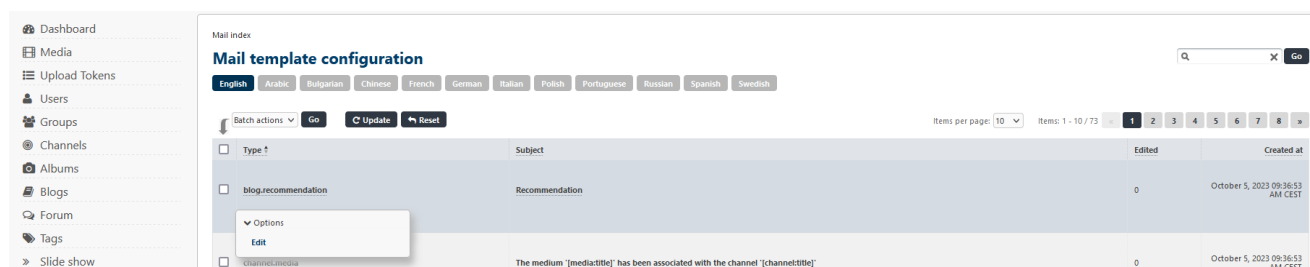 Dashboard
Media
Upload Tokens
Users
Groups
Channels
Albums
Blogs
Forum
Tags
» Slide show
Mail index
Mail template configuration
Go
English Arabic Bulgarian Chinese French German Italian Polish Portuguese Russian Spanish Swedish
Batch actions Go Update Reset
Items per page: 10 Items: 1 - 10 / 73 « 1 2 3 4 5 6 7 8 »
Type Subject Edited Created at
blog.recommendation Recommendation 0 October 5, 2023 09:36:53
AM CEST
Options
Edit
channel.media The medium '[media:title]' has been associated with the channel '[channel:title]' 0 October 5, 2023 09:36:53
AM CEST